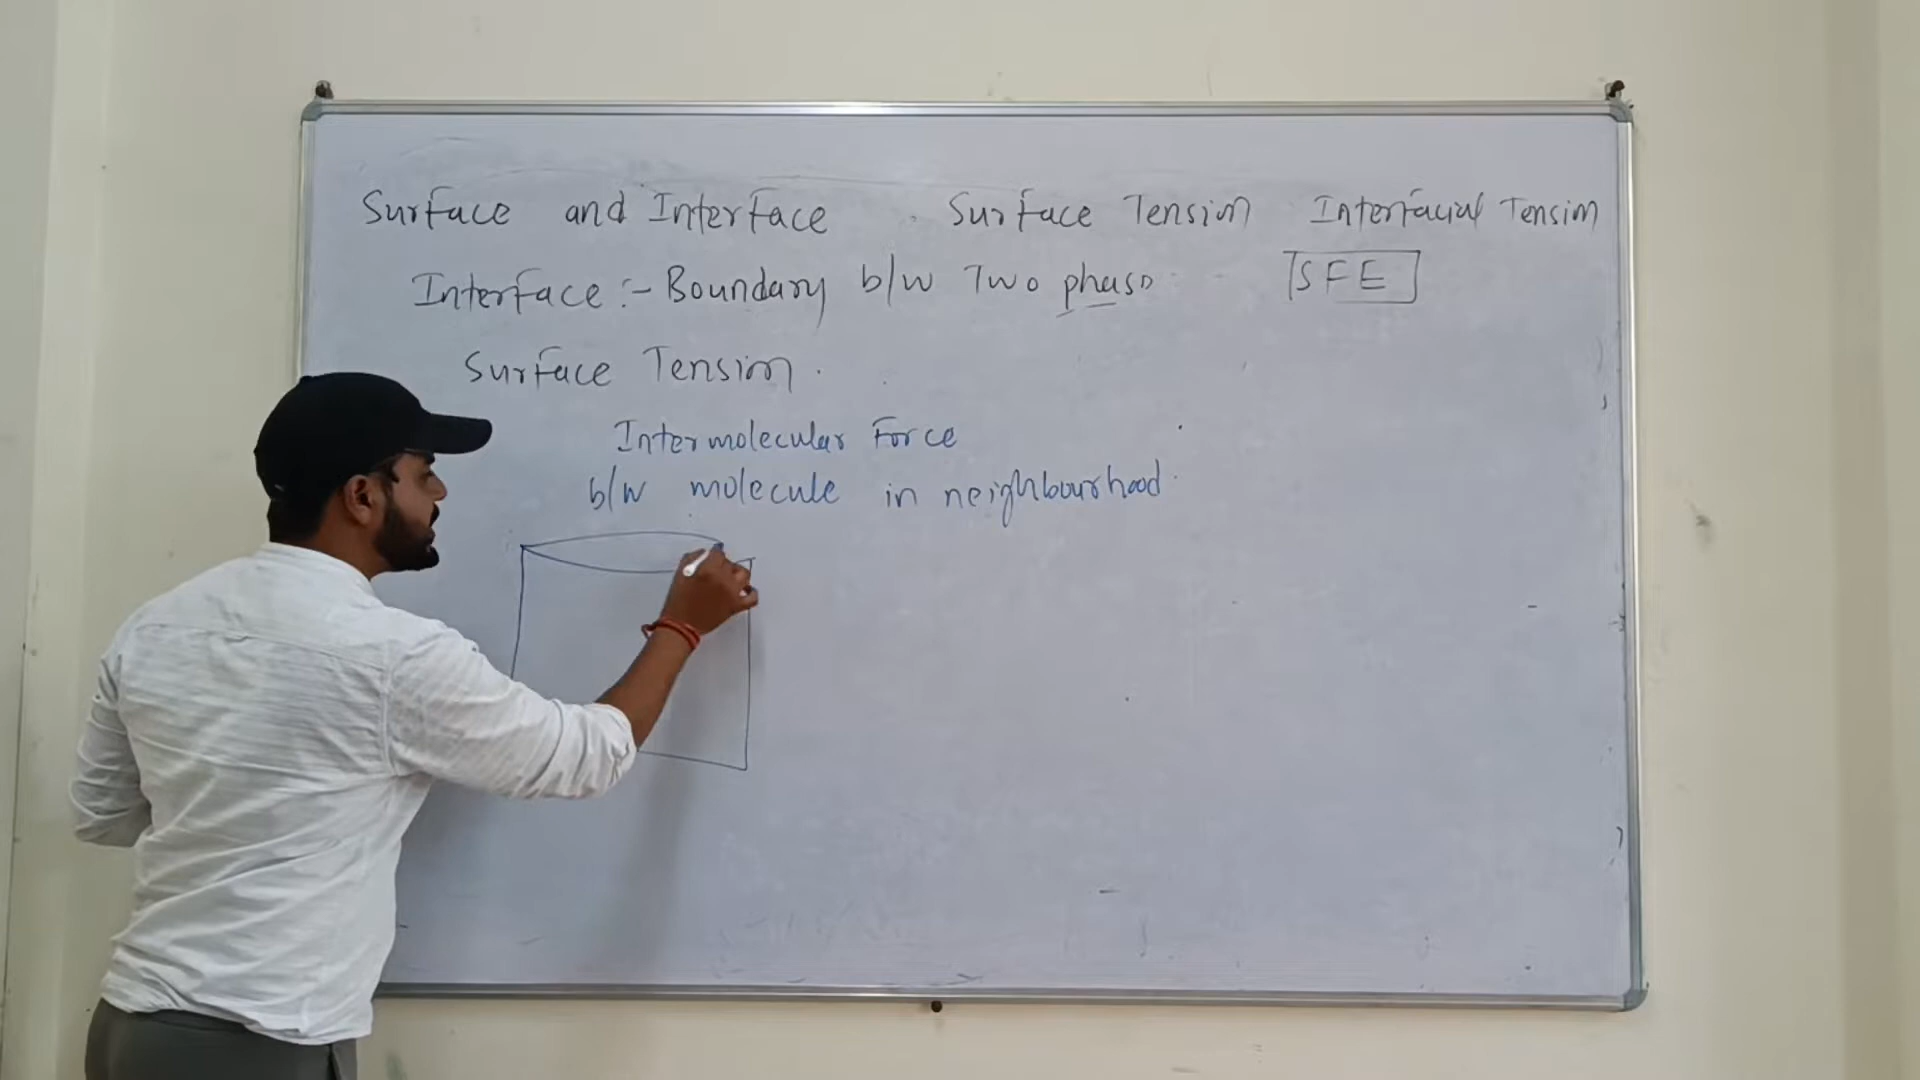 Surface and Interface Surface Tension Interfacial Tension
Interface :- Boundary b/w Two phase SFE
Surface Tension.
Intermolecular Force
b/w molecule in neighbourhood.